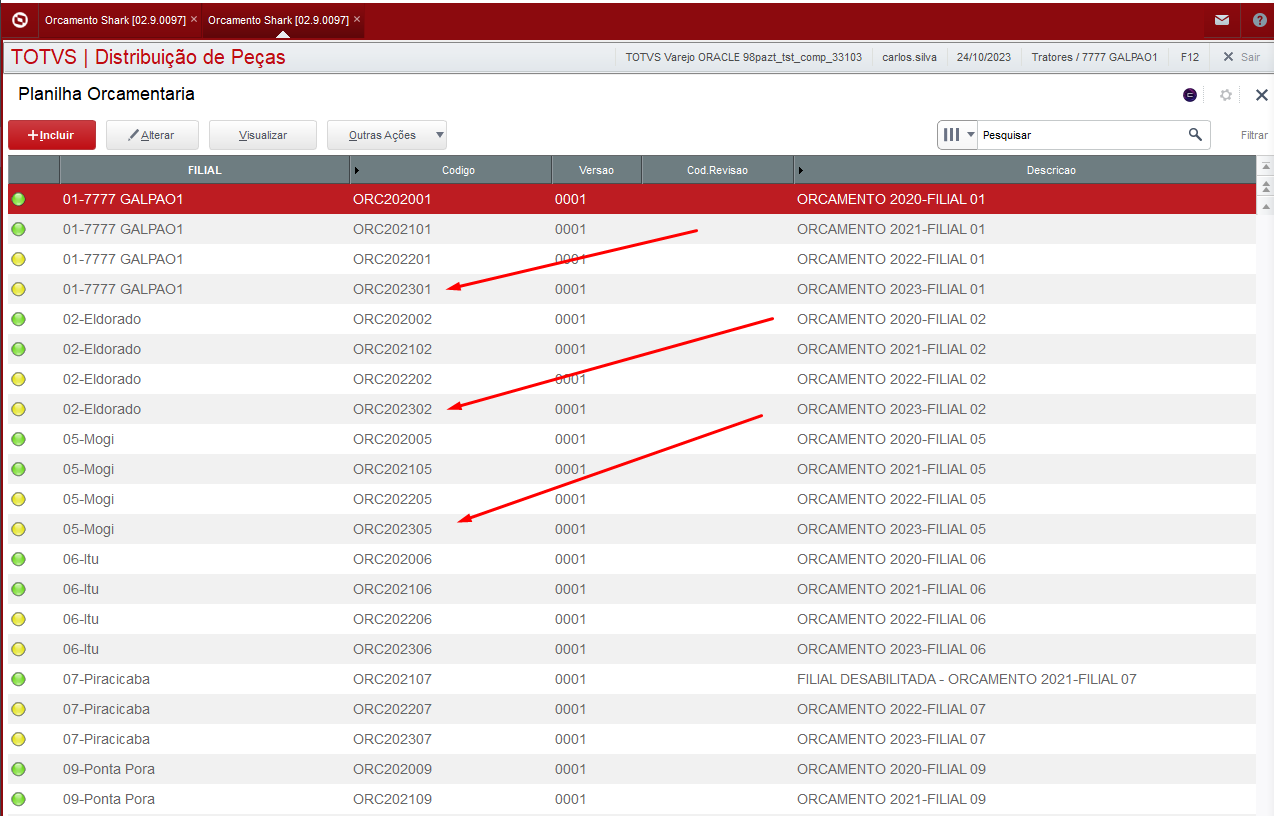 Orcamento Shark [02.9.0097] × Orcamento Shark [02.9.0097] × ?
TOTVS | Distribuição de Peças TOTVS Varejo ORACLE 98pazt_tst_comp_33103 carlos.silva 24/10/2023 Tratores / 7777 GALPAO1 F12 × Sair
Planilha Orcamentaria
+ Incluir Alterar Visualizar Outras Ações Pesquisar Filtrar
FILIAL Codigo Versao Cod.Revisao Descricao
01-7777 GALPAO1 ORC202001 0001 ORCAMENTO 2020-FILIAL 01
01-7777 GALPAO1 ORC202101 0001 ORCAMENTO 2021-FILIAL 01
01-7777 GALPAO1 ORC202201 0001 ORCAMENTO 2022-FILIAL 01
01-7777 GALPAO1 ORC202301 0001 ORCAMENTO 2023-FILIAL 01
02-Eldorado ORC202002 0001 ORCAMENTO 2020-FILIAL 02
02-Eldorado ORC202102 0001 ORCAMENTO 2021-FILIAL 02
02-Eldorado ORC202202 0001 ORCAMENTO 2022-FILIAL 02
02-Eldorado ORC202302 0001 ORCAMENTO 2023-FILIAL 02
05-Mogi ORC202005 0001 ORCAMENTO 2020-FILIAL 05
05-Mogi ORC202105 0001 ORCAMENTO 2021-FILIAL 05
05-Mogi ORC202205 0001 ORCAMENTO 2022-FILIAL 05
05-Mogi ORC202305 0001 ORCAMENTO 2023-FILIAL 05
06-Itu ORC202006 0001 ORCAMENTO 2020-FILIAL 06
06-Itu ORC202106 0001 ORCAMENTO 2021-FILIAL 06
06-Itu ORC202206 0001 ORCAMENTO 2022-FILIAL 06
06-Itu ORC202306 0001 ORCAMENTO 2023-FILIAL 06
07-Piracicaba ORC202107 0001 FILIAL DESABILITADA - ORCAMENTO 2021-FILIAL 07
07-Piracicaba ORC202207 0001 ORCAMENTO 2022-FILIAL 07
07-Piracicaba ORC202307 0001 ORCAMENTO 2023-FILIAL 07
09-Ponta Pora ORC202009 0001 ORCAMENTO 2020-FILIAL 09
09-Ponta Pora ORC202109 0001 ORCAMENTO 2021-FILIAL 09